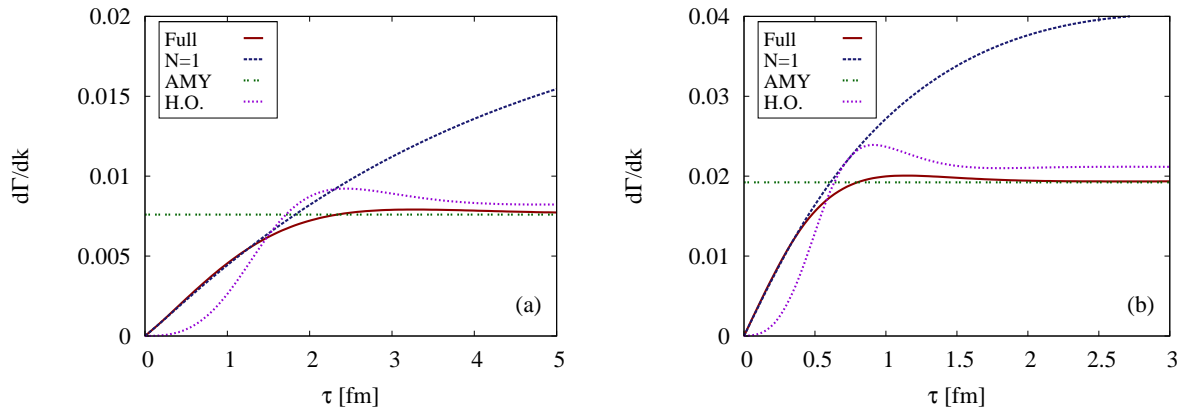 0.02
0.015
0.01
0.005
0
dΓ/dk
Full
N=1
AMY
H.O.
(a)
0 1 2 3 4 5
τ [fm]
0.04
0.03
0.02
0.01
0
dΓ/dk
Full
N=1
AMY
H.O.
(b)
0 0.5 1 1.5 2 2.5 3
τ [fm]